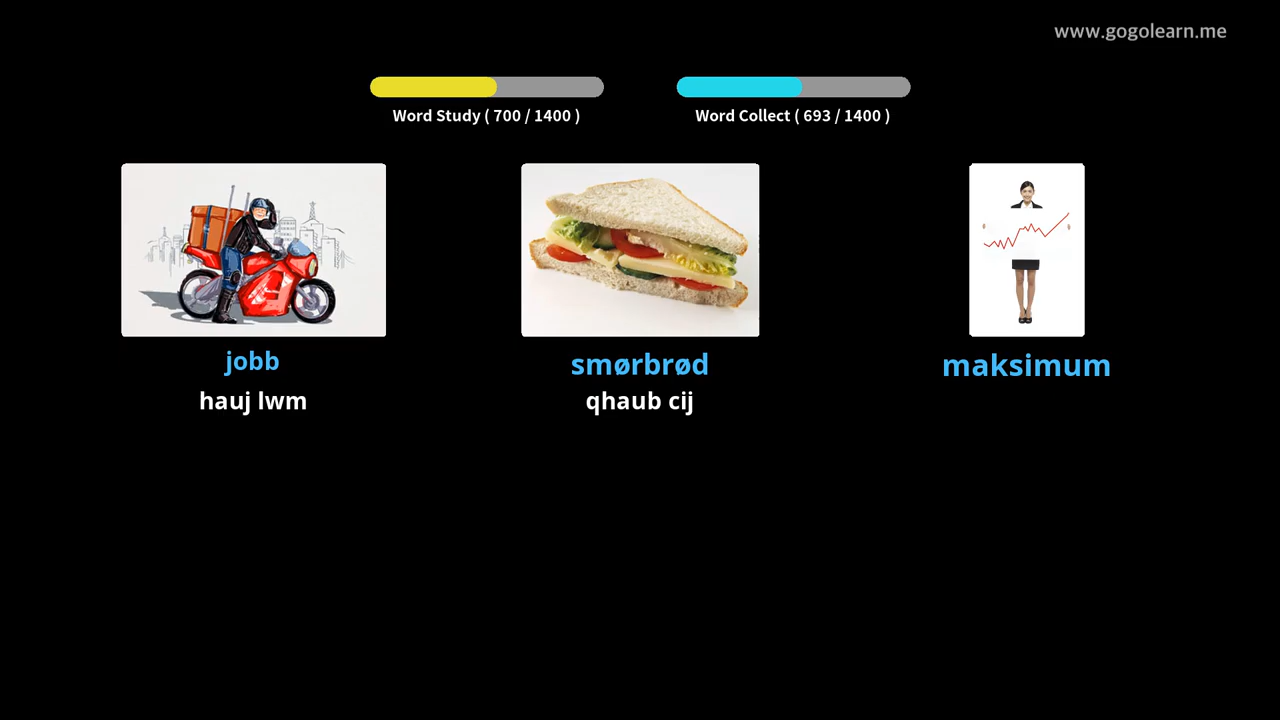 www.gogolearn.me
Word Study ( 700 / 1400 )
Word Collect ( 693 / 1400 )
jobb
smørbrød
maksimum
hauj lwm
qhaub cij